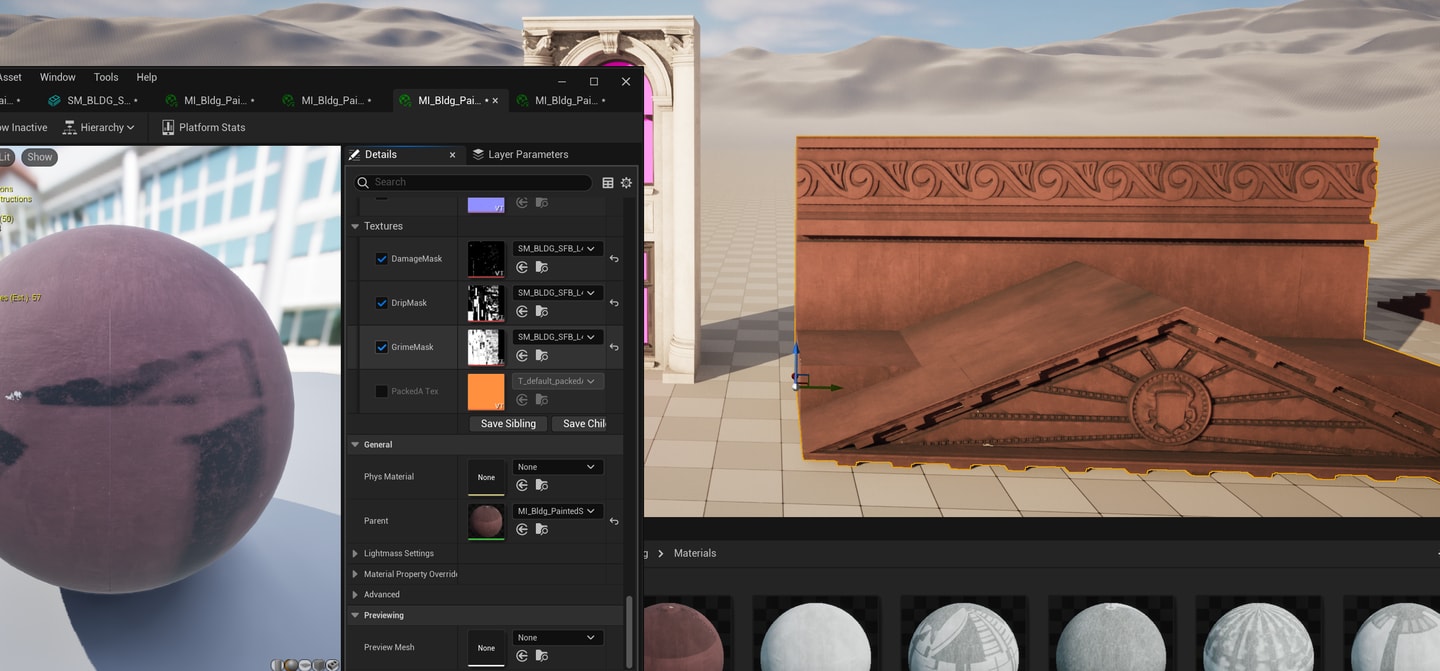 Asset Window Tools Help
ai... • SM_BLDG_S... • MI_Bldg_Pai... • MI_Bldg_Pai... • MI_Bldg_Pai... • MI_Bldg_Pai... •
ow Inactive Hierarchy Platform Stats
Lit Show
Details Layer Parameters
Search
ons
tructions
(50)
VT
Textures
DamageMask VT SM_BLDG_SFB_L
DripMask SM_BLDG_SFB_L
GrimeMask SM_BLDG_SFB_L
PackedA Tex VT T_default_packed
es (Est.): 57
Save Sibling Save Chil
General
Phys Material None None
Parent MI_Bldg_PaintedS
Lightmass Settings
Material Property Overrid
Advanced
Previewing
Preview Mesh None None
g > Materials